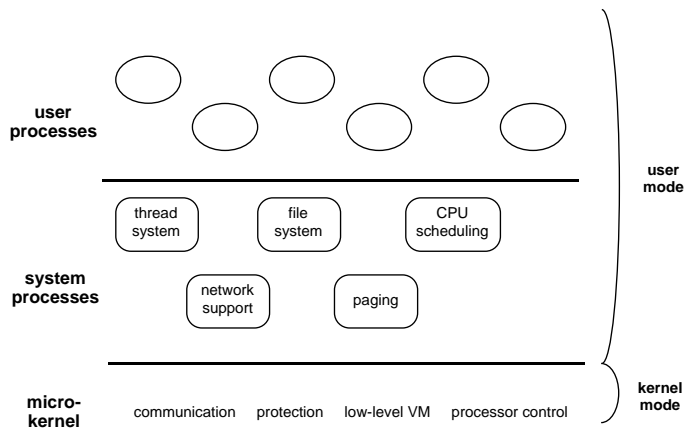 user
processes
user
mode
thread
system
file
system
CPU
scheduling
system
processes
network
support
paging
kernel
mode
micro-
kernel
communication protection low-level VM processor control